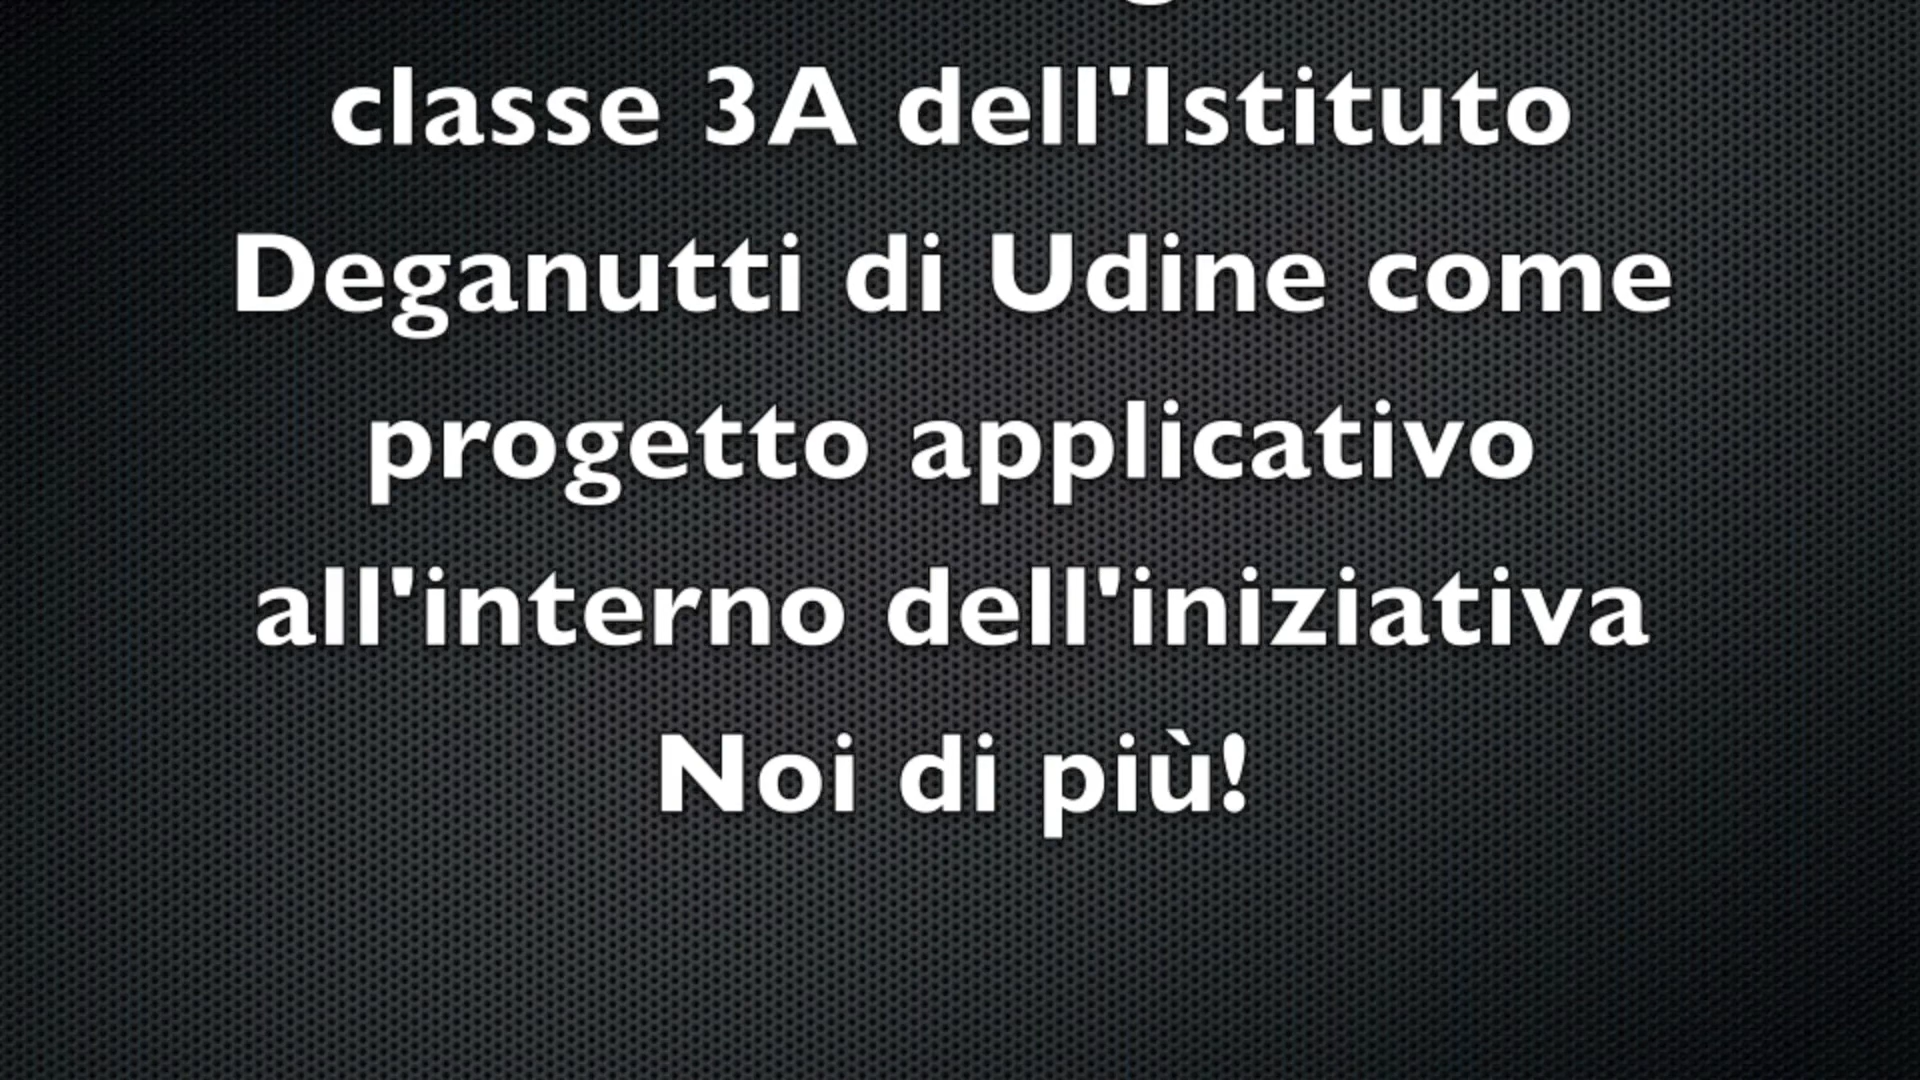 classe 3A dell'Istituto
Deganutti di Udine come
progetto applicativo
all'interno dell'iniziativa
Noi di più!